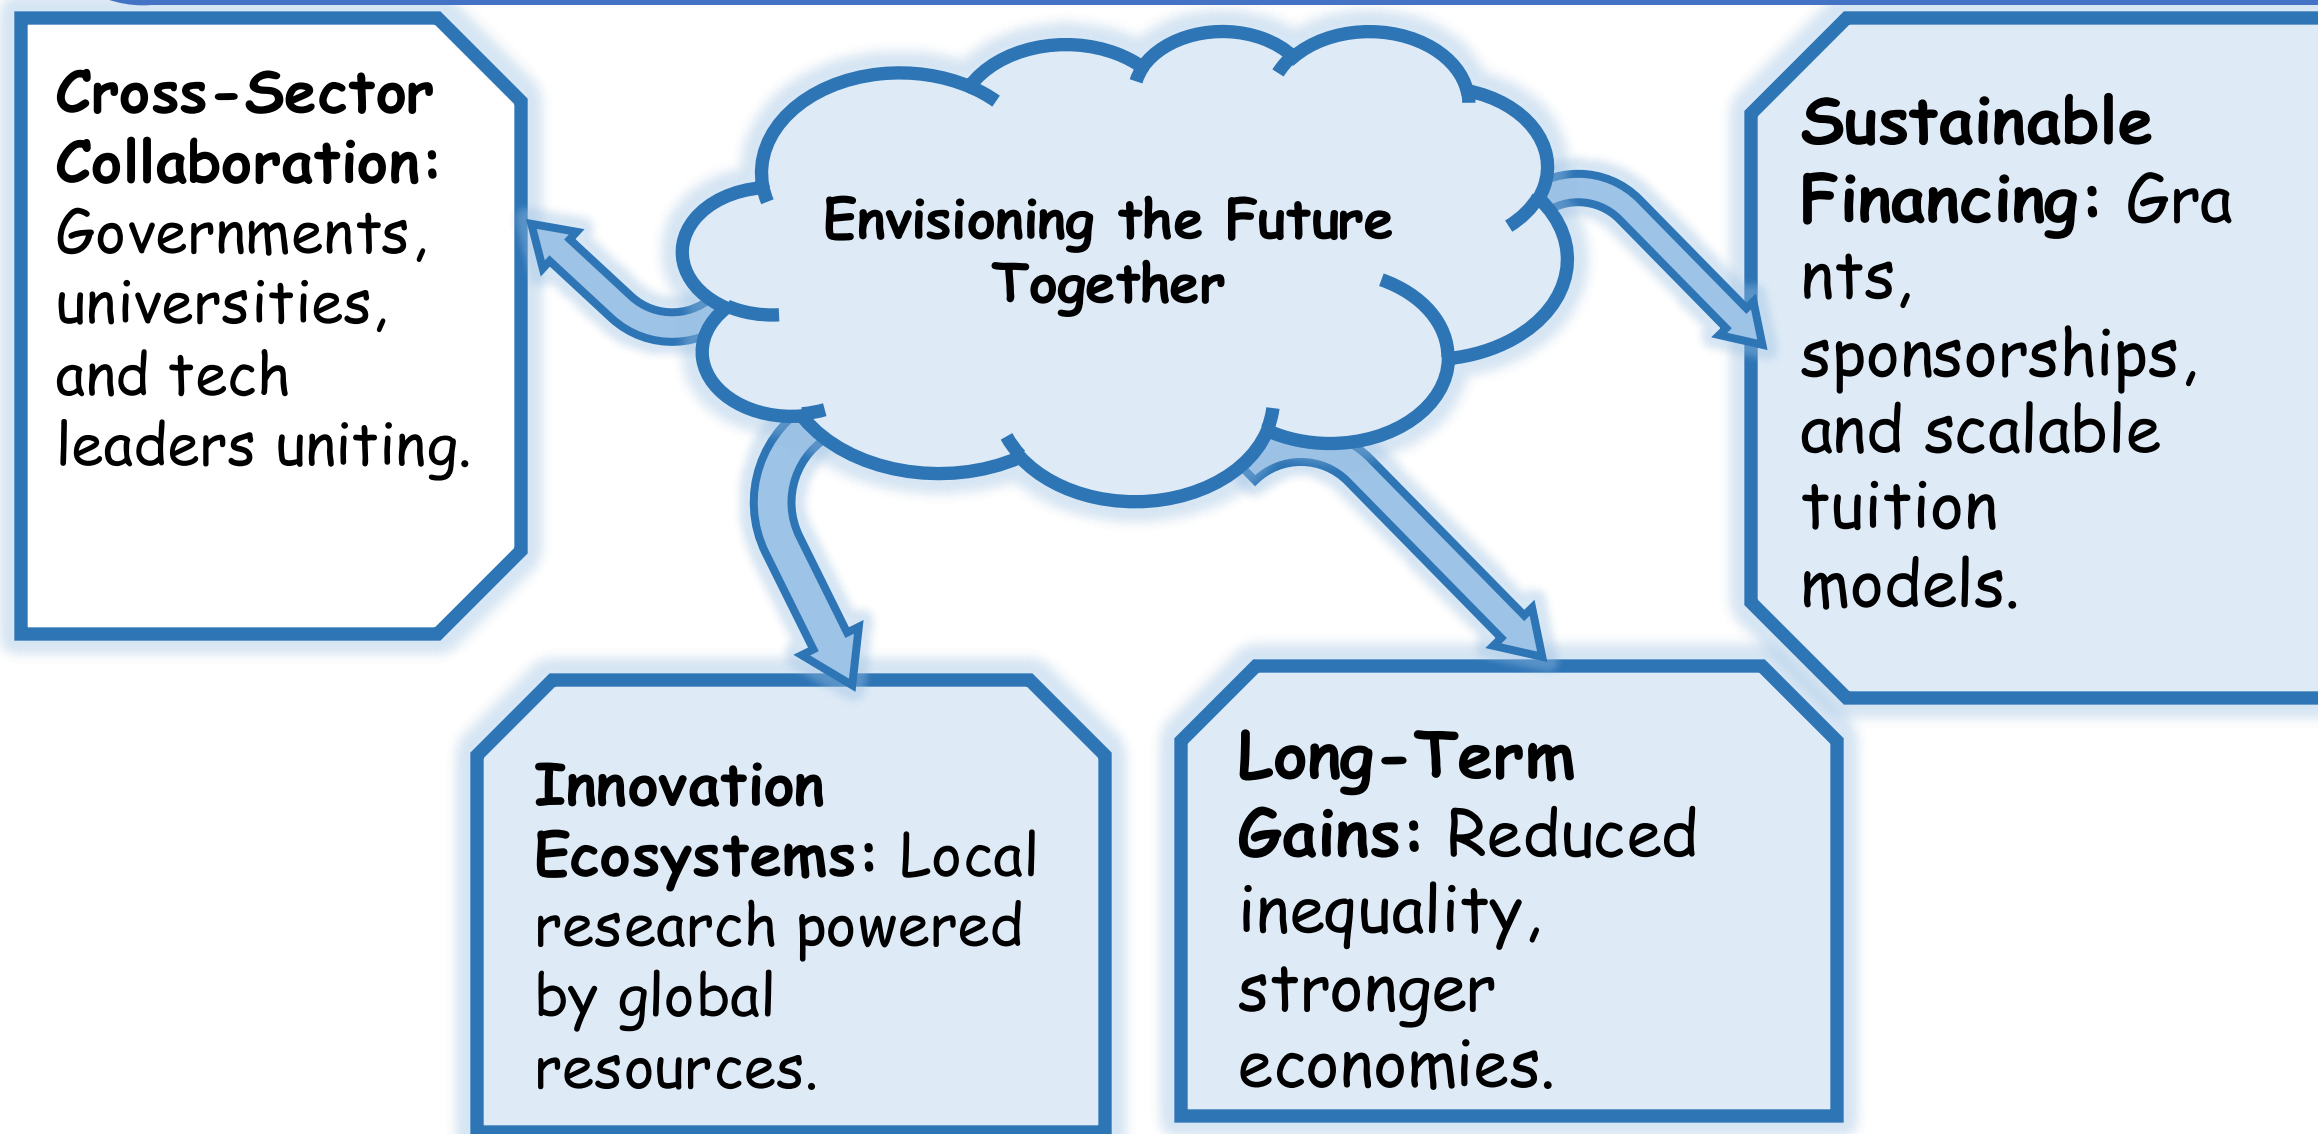 Envisioning the Future
Together
Cross-Sector
Collaboration:
Governments,
universities,
and tech
leaders uniting.
Sustainable
Financing: Gra
nts,
sponsorships,
and scalable
tuition
models.
Innovation
Ecosystems: Local
research powered
by global
resources.
Long-Term
Gains: Reduced
inequality,
stronger
economies.